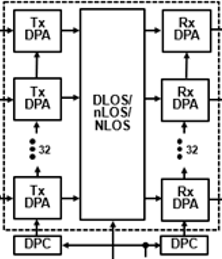 Tx
DPA
Rx
DPA
Tx
DPA
DLOS/
nLOS/
NLOS
Rx
DPA
32
32
Tx
DPA
Rx
DPA
DPC
DPC